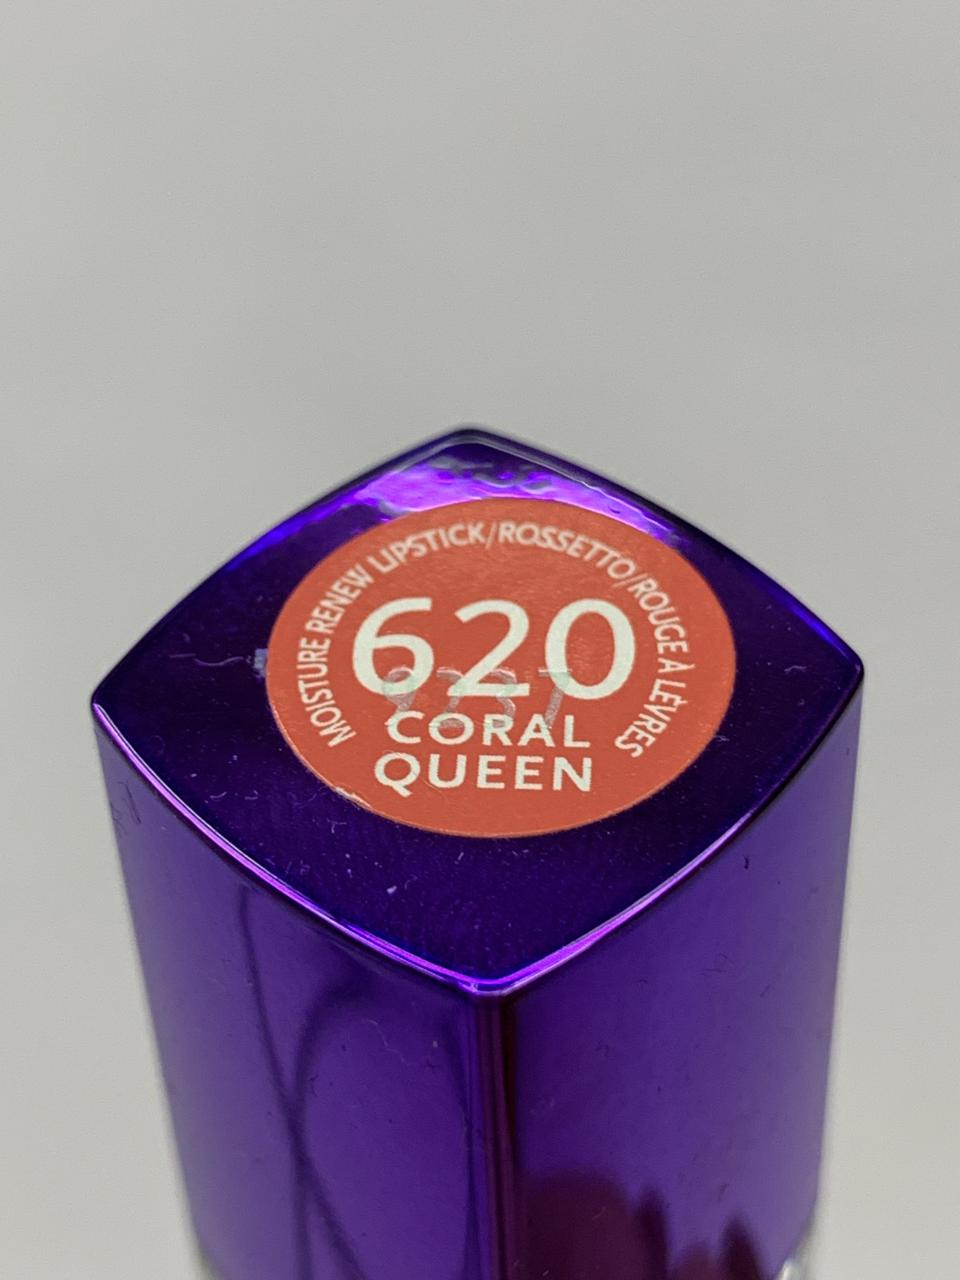 MOISTURE RENEW LIPSTICK/ROSSETTO/ROUGE À LÈVRES
620
CORAL
QUEEN